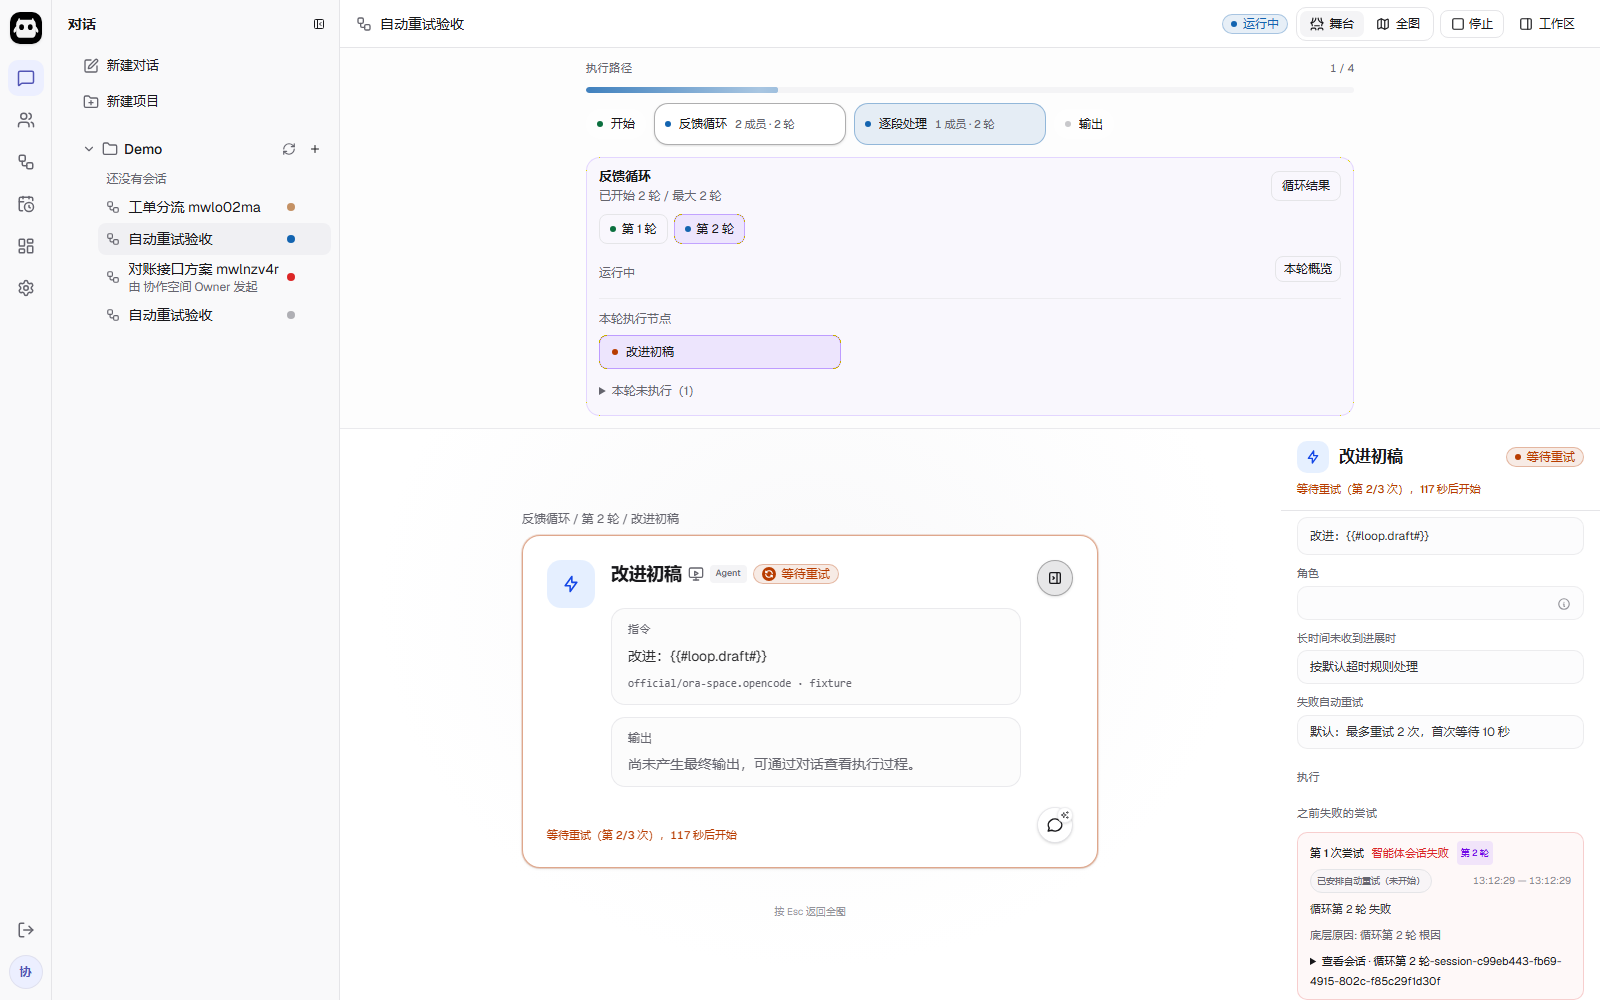 对话
新建对话
新建项目
Demo
还没有会话
工单分流 mwlo02ma
自动重试验收
对账接口方案 mwlnzv4r
由 协作空间 Owner 发起
自动重试验收
协
自动重试验收
运行中
舞台
全图
停止
工作区
执行路径
1 / 4
开始
反馈循环 2 成员 · 2 轮
逐段处理 1 成员 · 2 轮
输出
反馈循环
已开始 2 轮 / 最大 2 轮
循环结果
第 1 轮
第 2 轮
运行中
本轮概览
本轮执行节点
改进初稿
本轮未执行 (1)
反馈循环 / 第 2 轮 / 改进初稿
改进初稿 Agent 等待重试
指令
改进：{{#loop.draft#}}
official/ora-space.opencode · fixture
输出
尚未产生最终输出，可通过对话查看执行过程。
等待重试（第 2/3 次），117 秒后开始
按 Esc 返回全图
改进初稿
等待重试
等待重试（第 2/3 次），117 秒后开始
改进：{{#loop.draft#}}
角色
长时间未收到进展时
按默认超时规则处理
失败自动重试
默认：最多重试 2 次，首次等待 10 秒
执行
之前失败的尝试
第 1 次尝试 智能体会话失败 第 2 轮
已安排自动重试（未开始） 13:12:29 — 13:12:29
循环第 2 轮 失败
底层原因: 循环第 2 轮 根因
查看会话 · 循环第 2 轮-session-c99eb443-fb69-
4915-802c-f85c29f1d30f